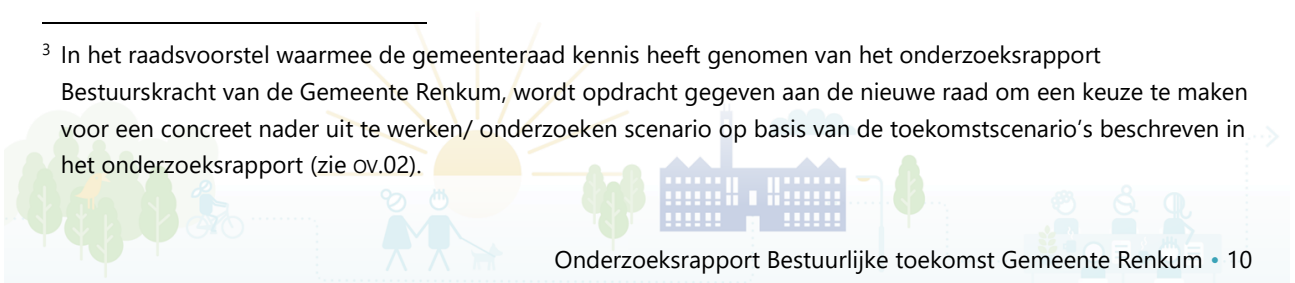 ³ In het raadsvoorstel waarmee de gemeenteraad kennis heeft genomen van het onderzoeksrapport
Bestuurskracht van de Gemeente Renkum, wordt opdracht gegeven aan de nieuwe raad om een keuze te maken
voor een concreet nader uit te werken/ onderzoeken scenario op basis van de toekomstscenario's beschreven in
het onderzoeksrapport (zie OV.02).
Onderzoeksrapport Bestuurlijke toekomst Gemeente Renkum • 10